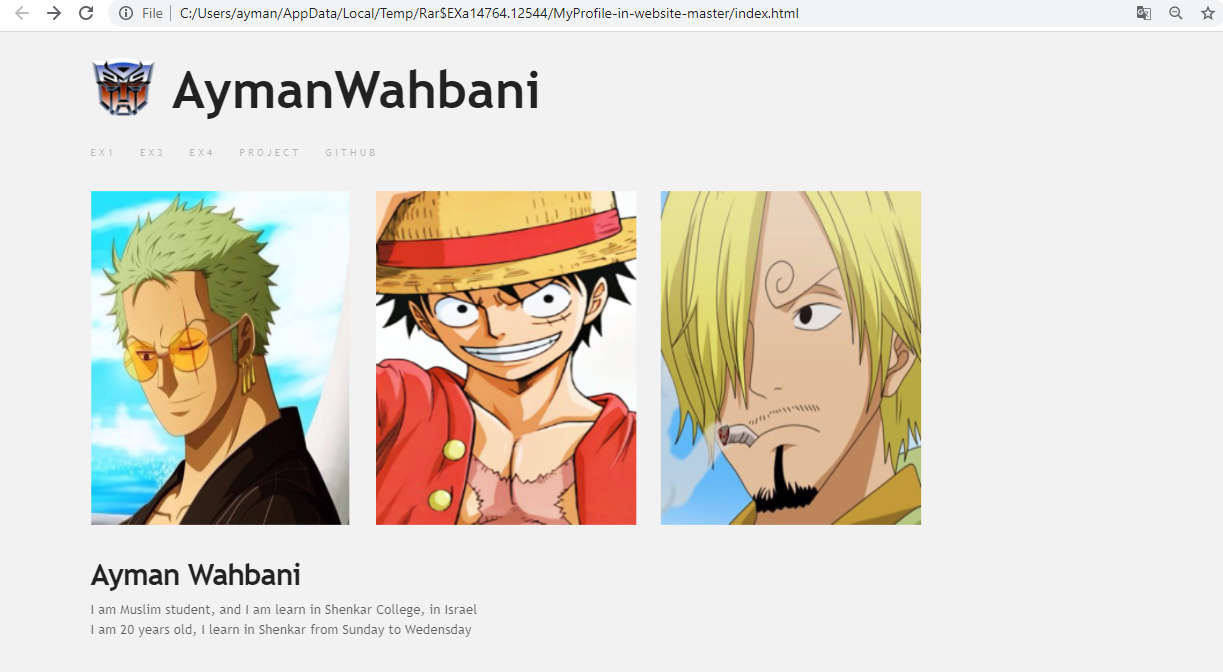 File | C:/Users/ayman/AppData/Local/Temp/Rar$EXa14764.12544/MyProfile-in-website-master/index.html
AymanWahbani
EX1 EX3 EX4 PROJECT GITHUB
Ayman Wahbani
I am Muslim student, and I am learn in Shenkar College, in Israel
I am 20 years old, I learn in Shenkar from Sunday to Wedensday